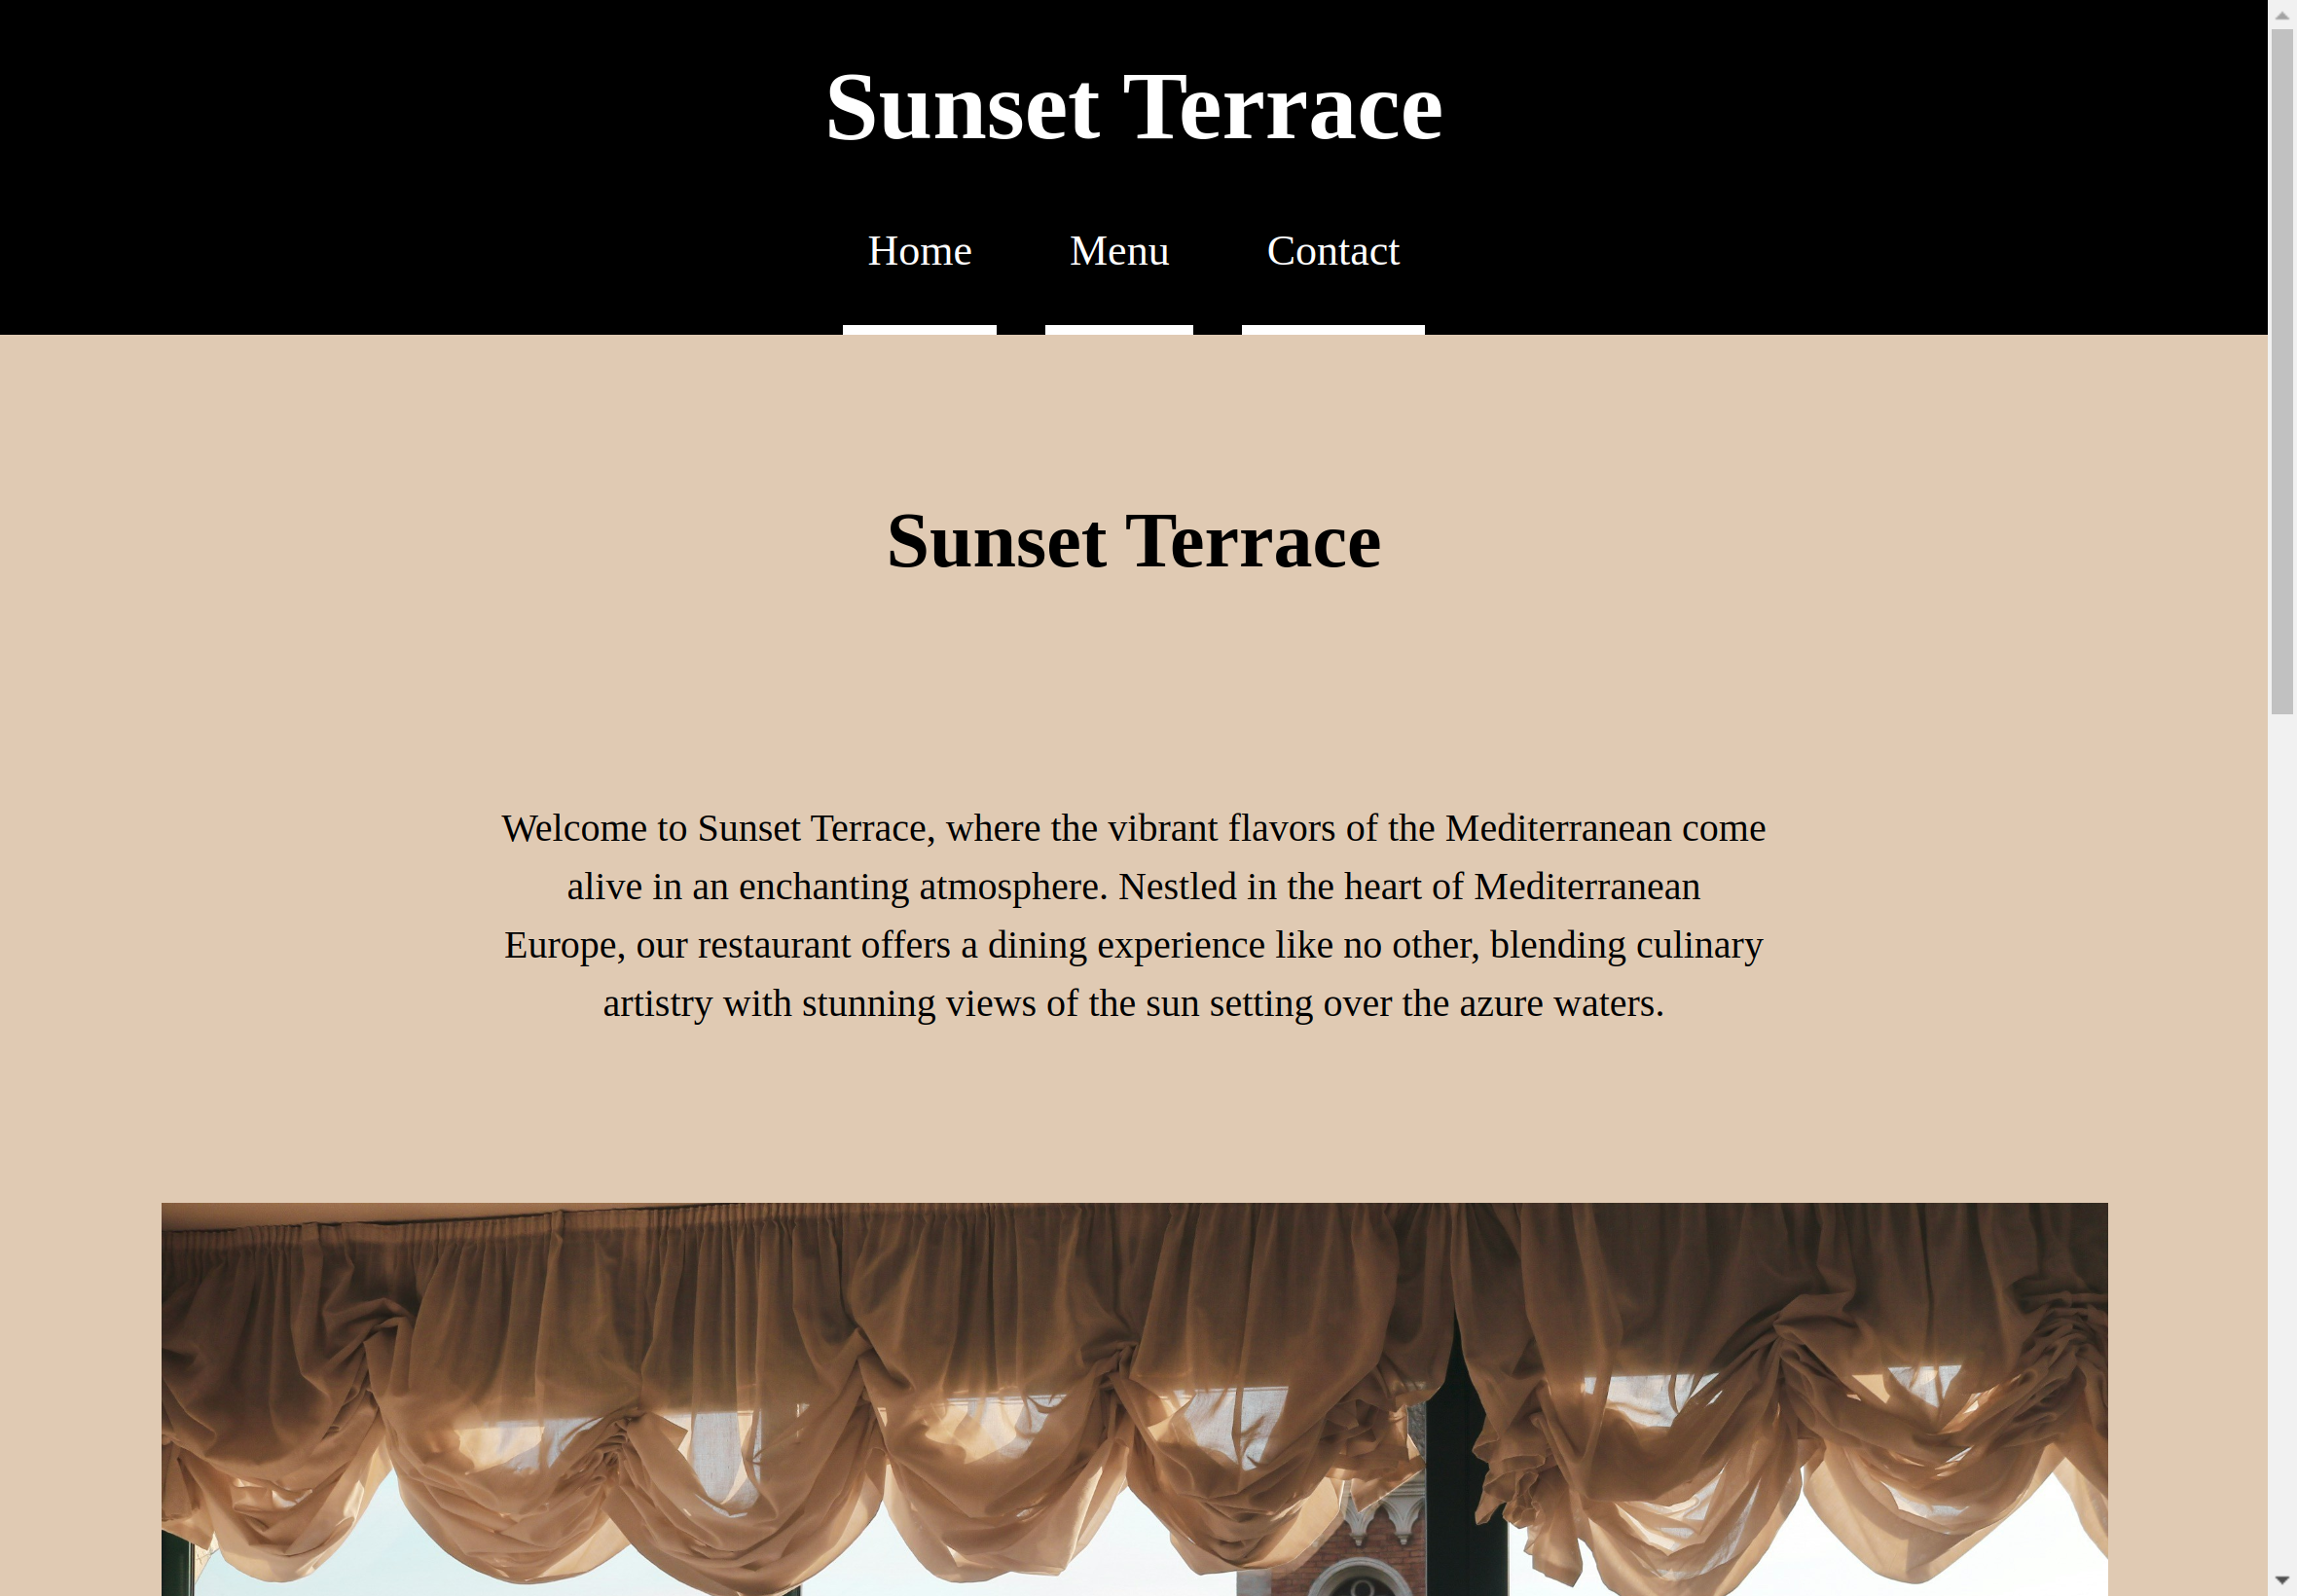 Sunset Terrace
Home Menu Contact
Sunset Terrace
Welcome to Sunset Terrace, where the vibrant flavors of the Mediterranean come
alive in an enchanting atmosphere. Nestled in the heart of Mediterranean
Europe, our restaurant offers a dining experience like no other, blending culinary
artistry with stunning views of the sun setting over the azure waters.